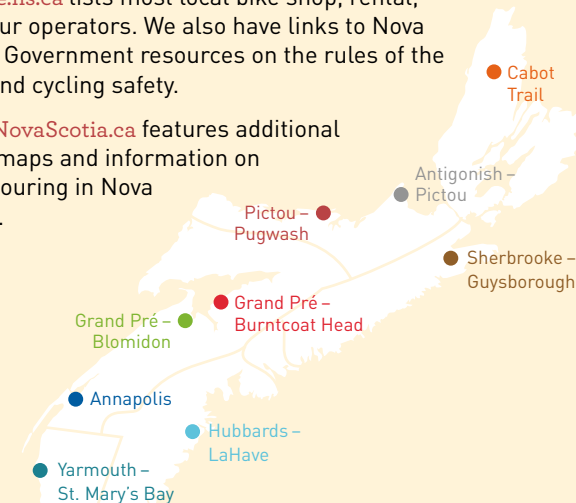 e.ns.ca lists most local bike shop, rental,
ur operators. We also have links to Nova
Government resources on the rules of the
nd cycling safety.
NovaScotia.ca features additional
maps and information on
ouring in Nova
.
Cabot
Trail
Antigonish –
Pictou
Pictou –
Pugwash
Sherbrooke –
Guysborough
Grand Pré –
Burntcoat Head
Grand Pré –
Blomidon
Annapolis
Hubbards –
LaHave
Yarmouth –
St. Mary's Bay